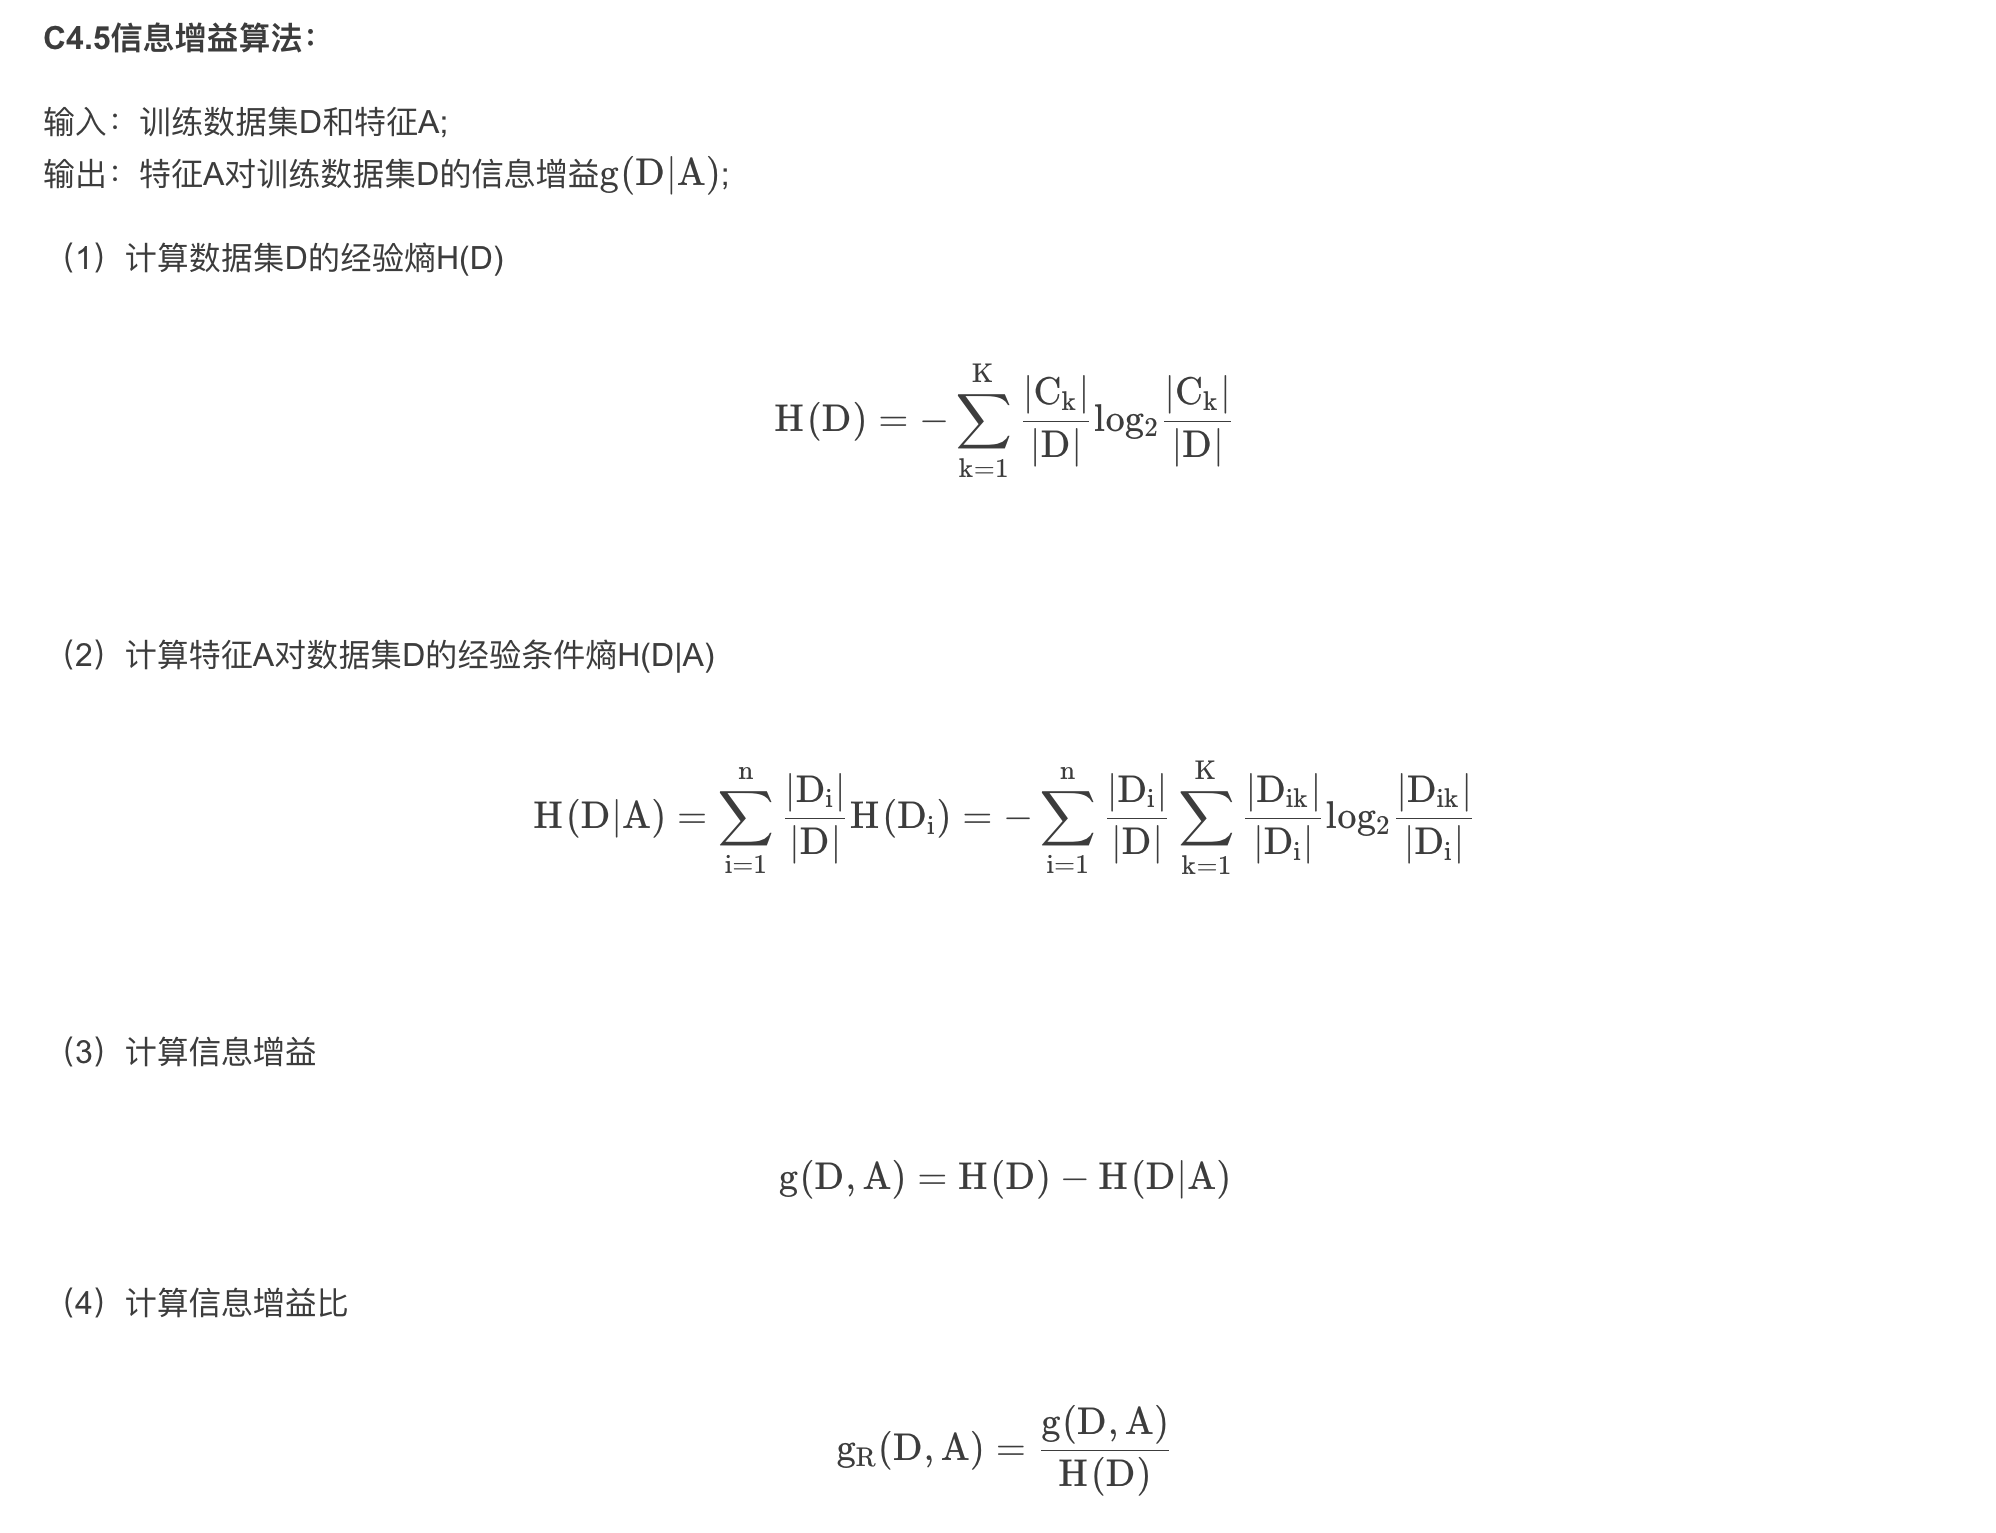 C4.5信息增益算法：
输入：训练数据集D和特征A;
输出：特征A对训练数据集D的信息增益g(D|A);
（1）计算数据集D的经验熵H(D)
$$H(D) = -\sum_{k=1}^{K} \frac{|C_k|}{|D|} \log_2 \frac{|C_k|}{|D|}$$
（2）计算特征A对数据集D的经验条件熵H(D|A)
$$H(D|A) = \sum_{i=1}^{n} \frac{|D_i|}{|D|} H(D_i) = -\sum_{i=1}^{n} \frac{|D_i|}{|D|} \sum_{k=1}^{K} \frac{|D_{ik}|}{|D_i|} \log_2 \frac{|D_{ik}|}{|D_i|}$$
（3）计算信息增益
$$g(D, A) = H(D) - H(D|A)$$
（4）计算信息增益比
$$g_R(D, A) = \frac{g(D, A)}{H(D)}$$